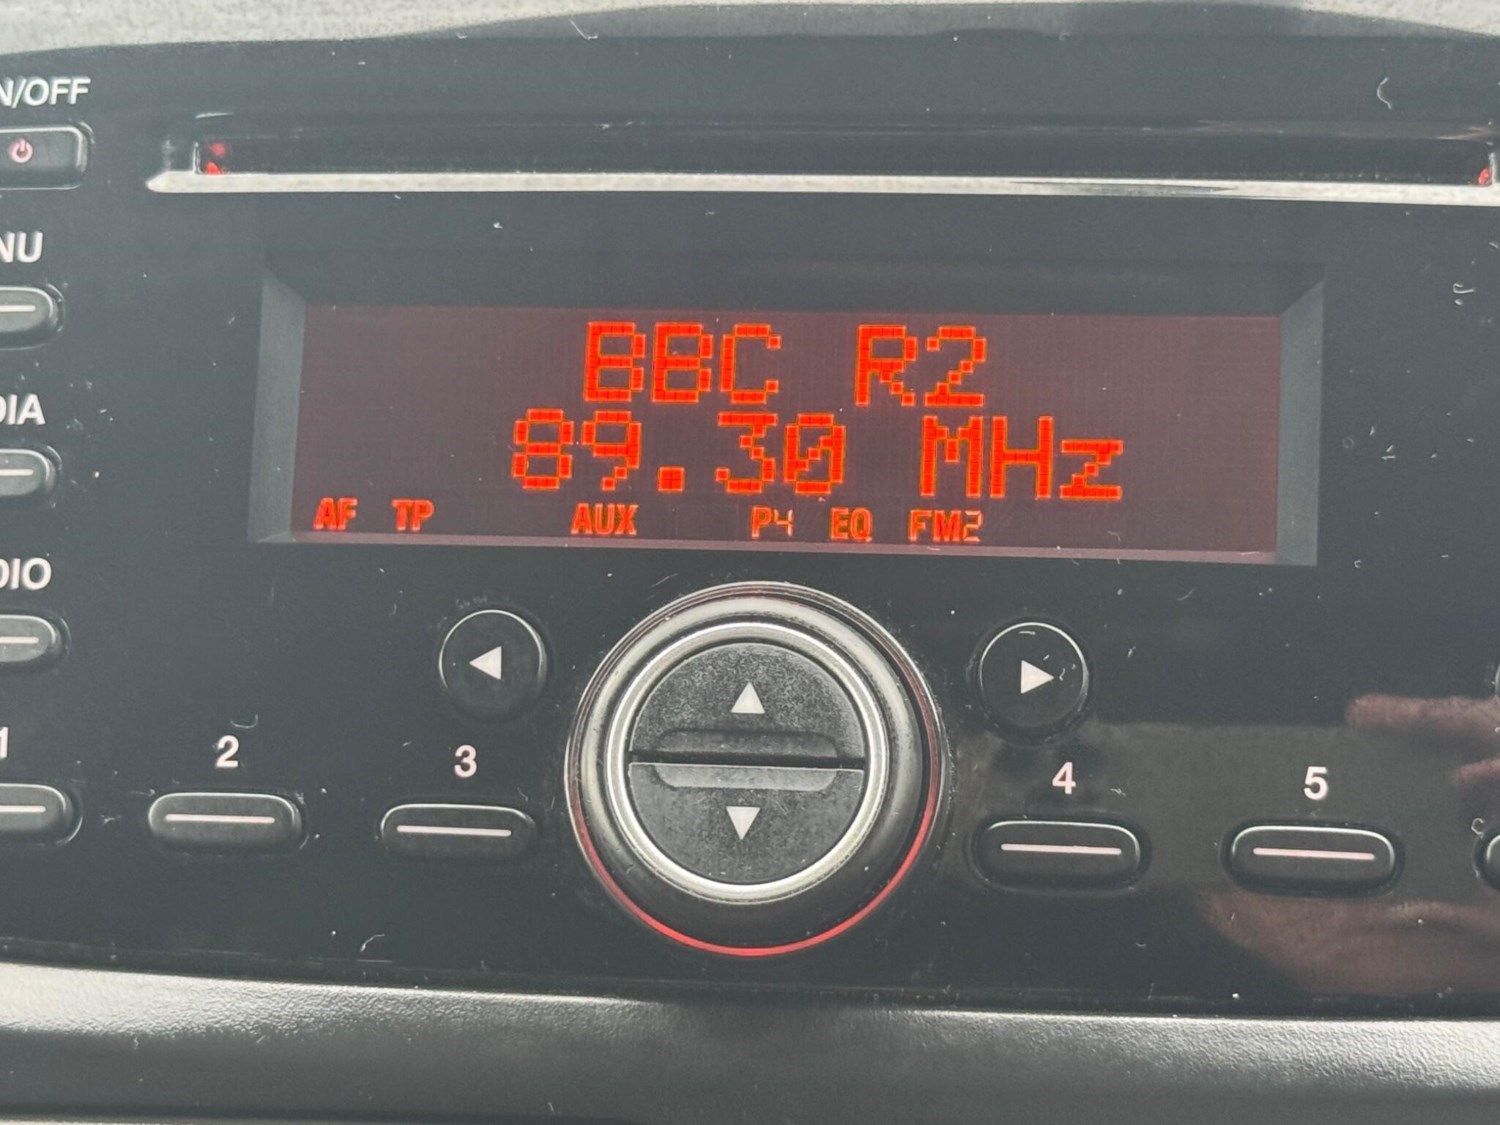 N/OFF
NU
BBC R2
DIA
89.30 MHz
AF TP AUX P4 EQ FM2
DIO
1 2 3 4 5